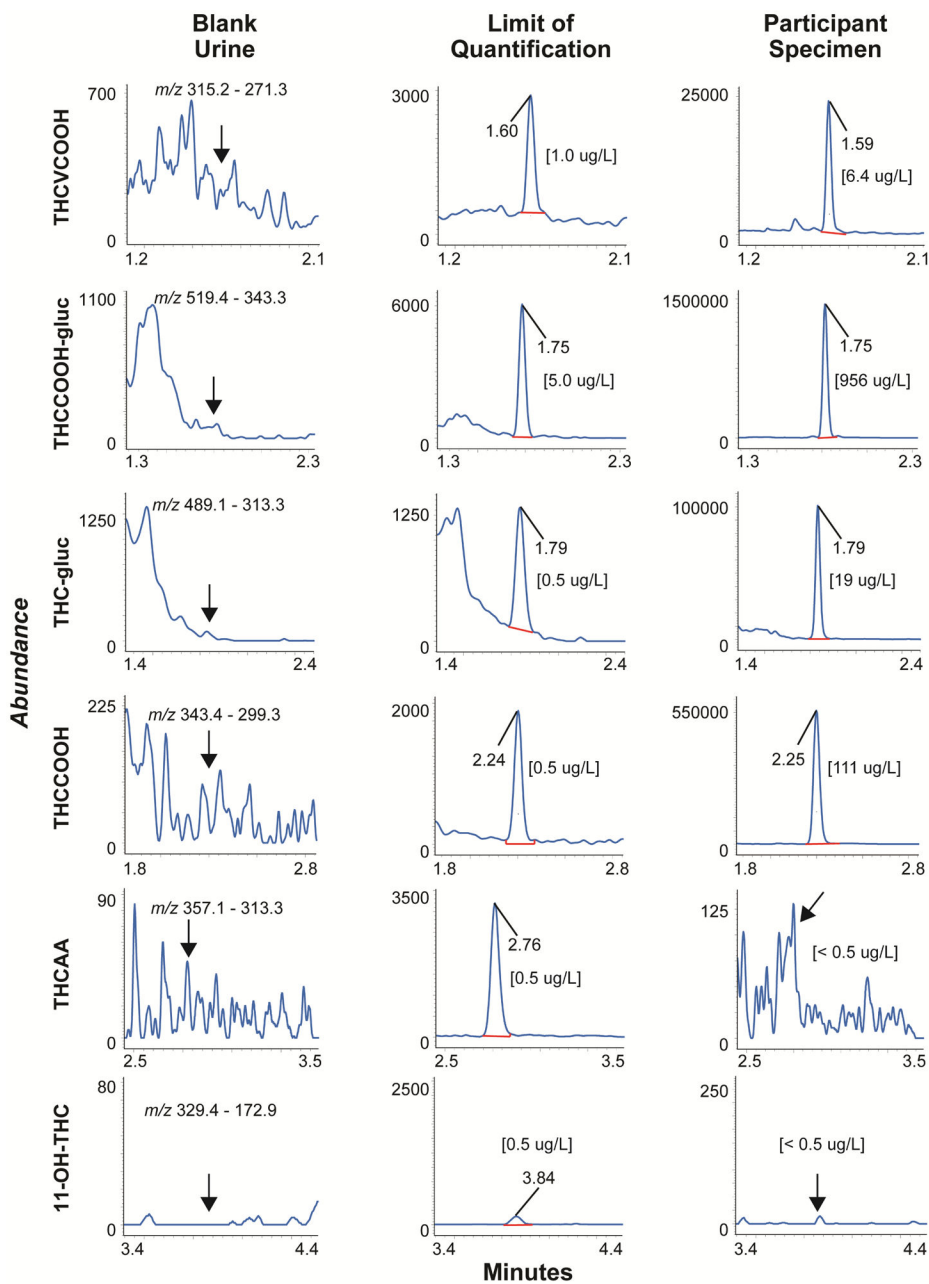 Blank
Urine
Limit of
Quantification
Participant
Specimen
Abundance
THCVCOOH
700
m/z 315.2 - 271.3
0
1.2
2.1
3000
1.60
[1.0 ug/L]
0
1.2
2.1
25000
1.59
[6.4 ug/L]
0
1.2
2.1
THCCOOH-gluc
1100
m/z 519.4 - 343.3
0
1.3
2.3
6000
1.75
[5.0 ug/L]
0
1.3
2.3
1500000
1.75
[956 ug/L]
0
1.3
2.3
THC-gluc
1250
m/z 489.1 - 313.3
0
1.4
2.4
1250
1.79
[0.5 ug/L]
0
1.4
2.4
100000
1.79
[19 ug/L]
0
1.4
2.4
THCCOOH
225
m/z 343.4 - 299.3
0
1.8
2.8
2000
2.24
[0.5 ug/L]
0
1.8
2.8
550000
2.25
[111 ug/L]
0
1.8
2.8
THCAA
90
m/z 357.1 - 313.3
0
2.5
3.5
3500
2.76
[0.5 ug/L]
0
2.5
3.5
125
[< 0.5 ug/L]
0
2.5
3.5
11-OH-THC
80
m/z 329.4 - 172.9
0
3.4
4.4
2500
[0.5 ug/L]
3.84
0
3.4
4.4
250
[< 0.5 ug/L]
0
3.4
4.4
Minutes